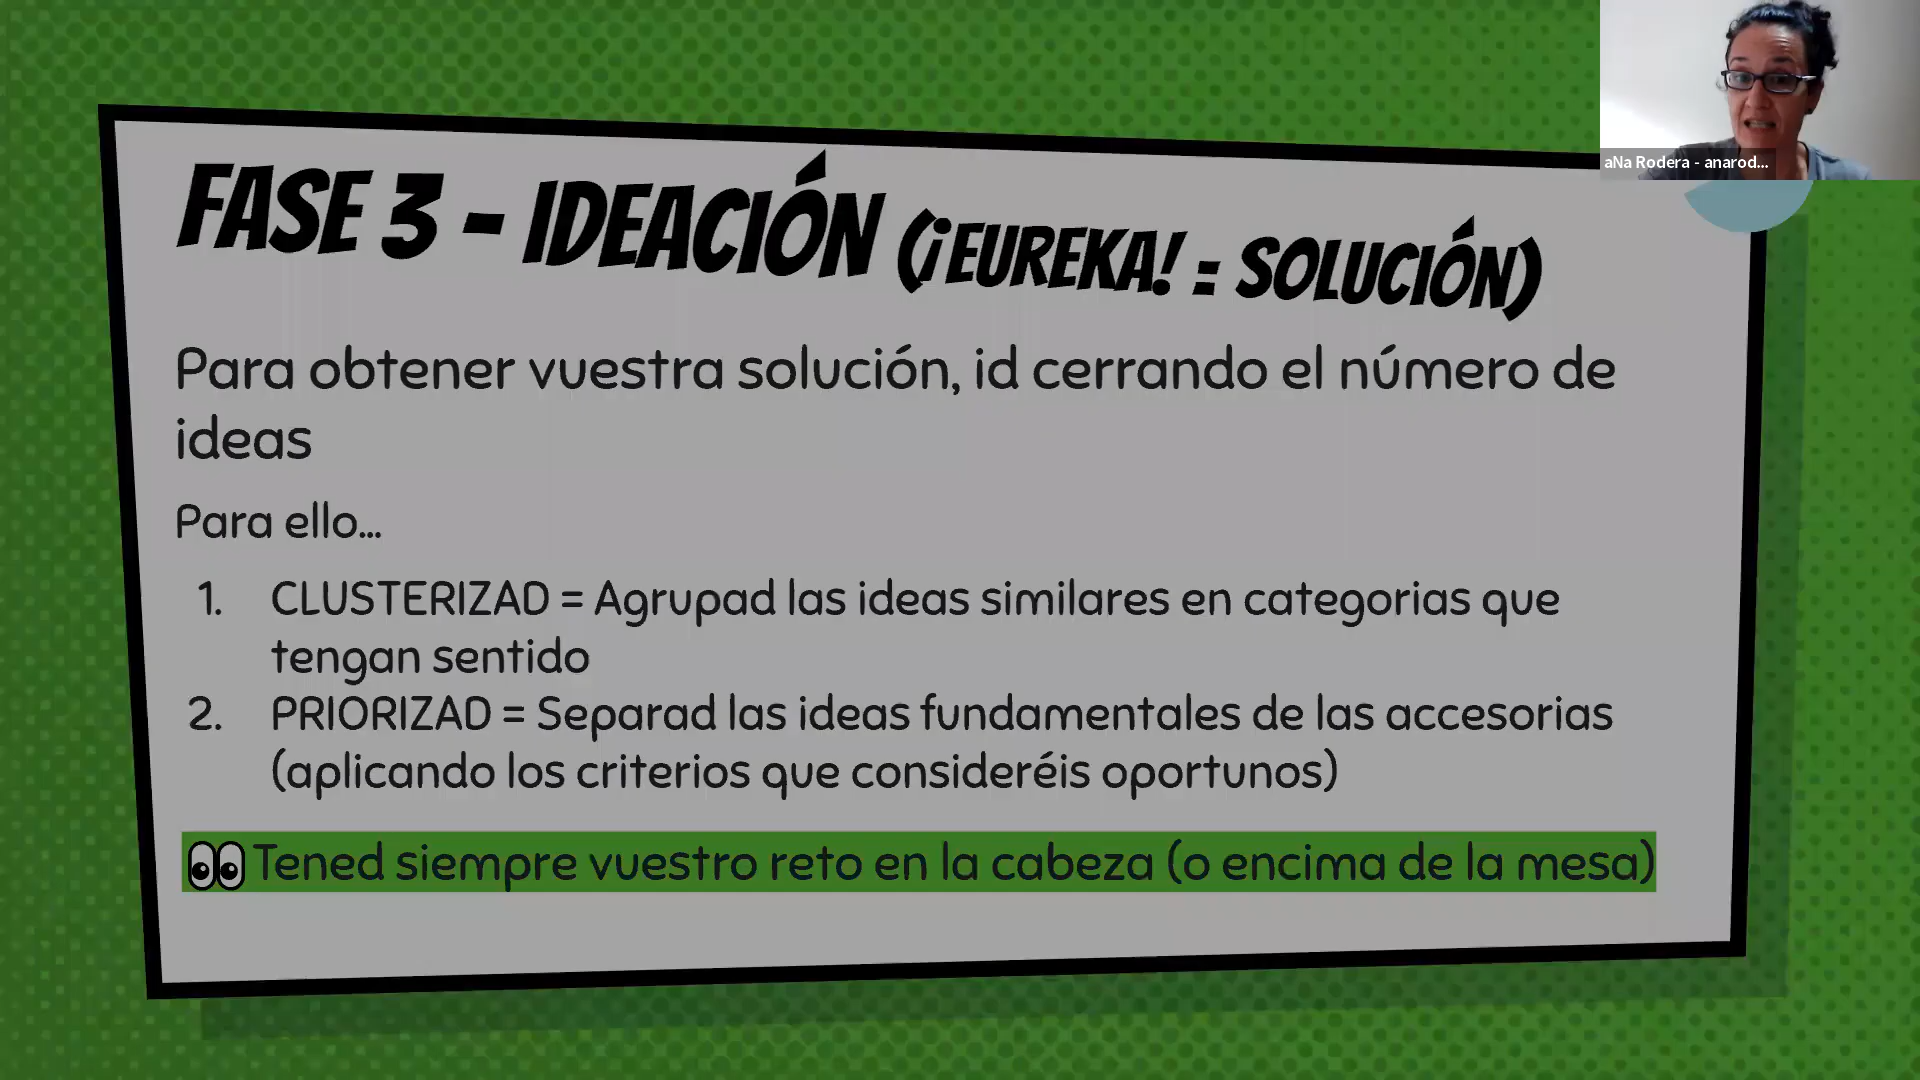 FASE 3 - IDEACIÓN (¡EUREKA! = SOLUCIÓN)
aNa Rodera - anarod...
Para obtener vuestra solución, id cerrando el número de
ideas
Para ello...
1. CLUSTERIZAD = Agrupad las ideas similares en categorias que
tengan sentido
2. PRIORIZAD = Separad las ideas fundamentales de las accesorias
(aplicando los criterios que consideréis oportunos)
👀Tened siempre vuestro reto en la cabeza (o encima de la mesa)